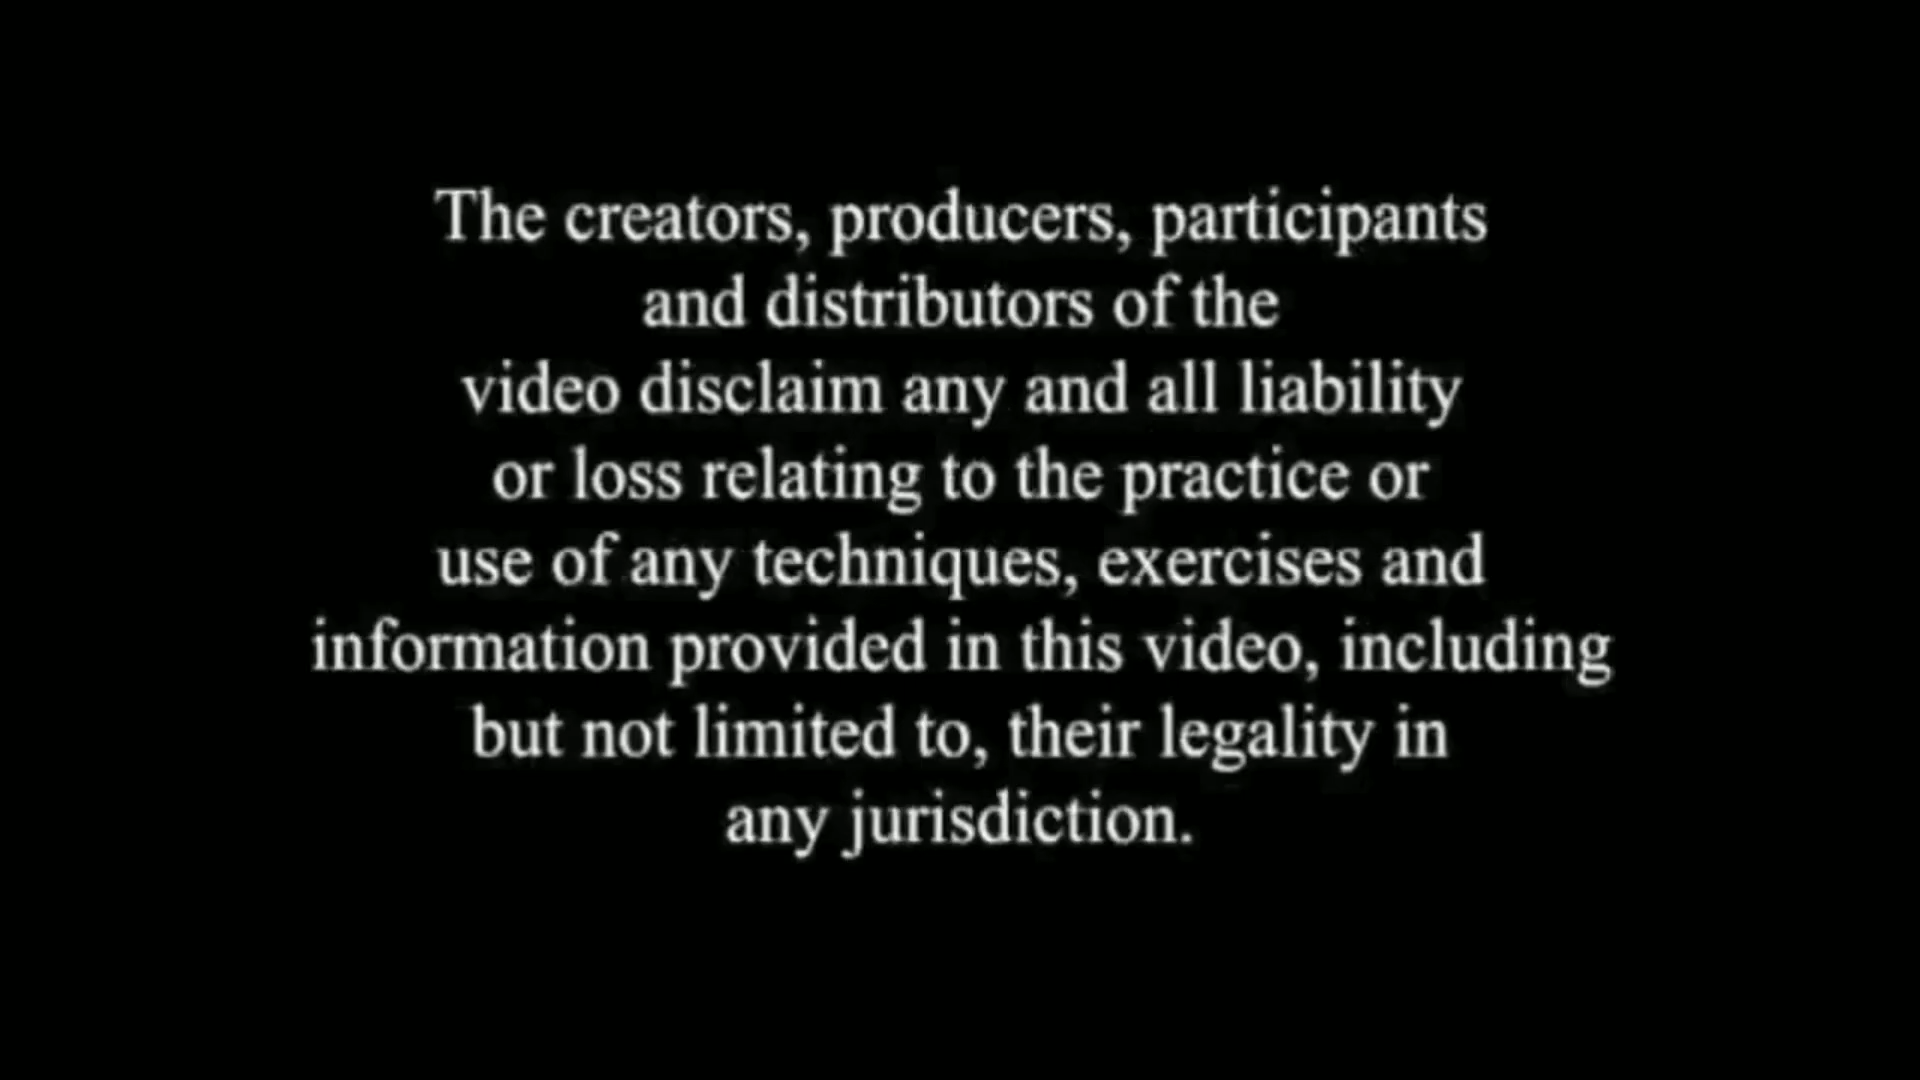 The creators, producers, participants
and distributors of the
video disclaim any and all liability
or loss relating to the practice or
use of any techniques, exercises and
information provided in this video, including
but not limited to, their legality in
any jurisdiction.